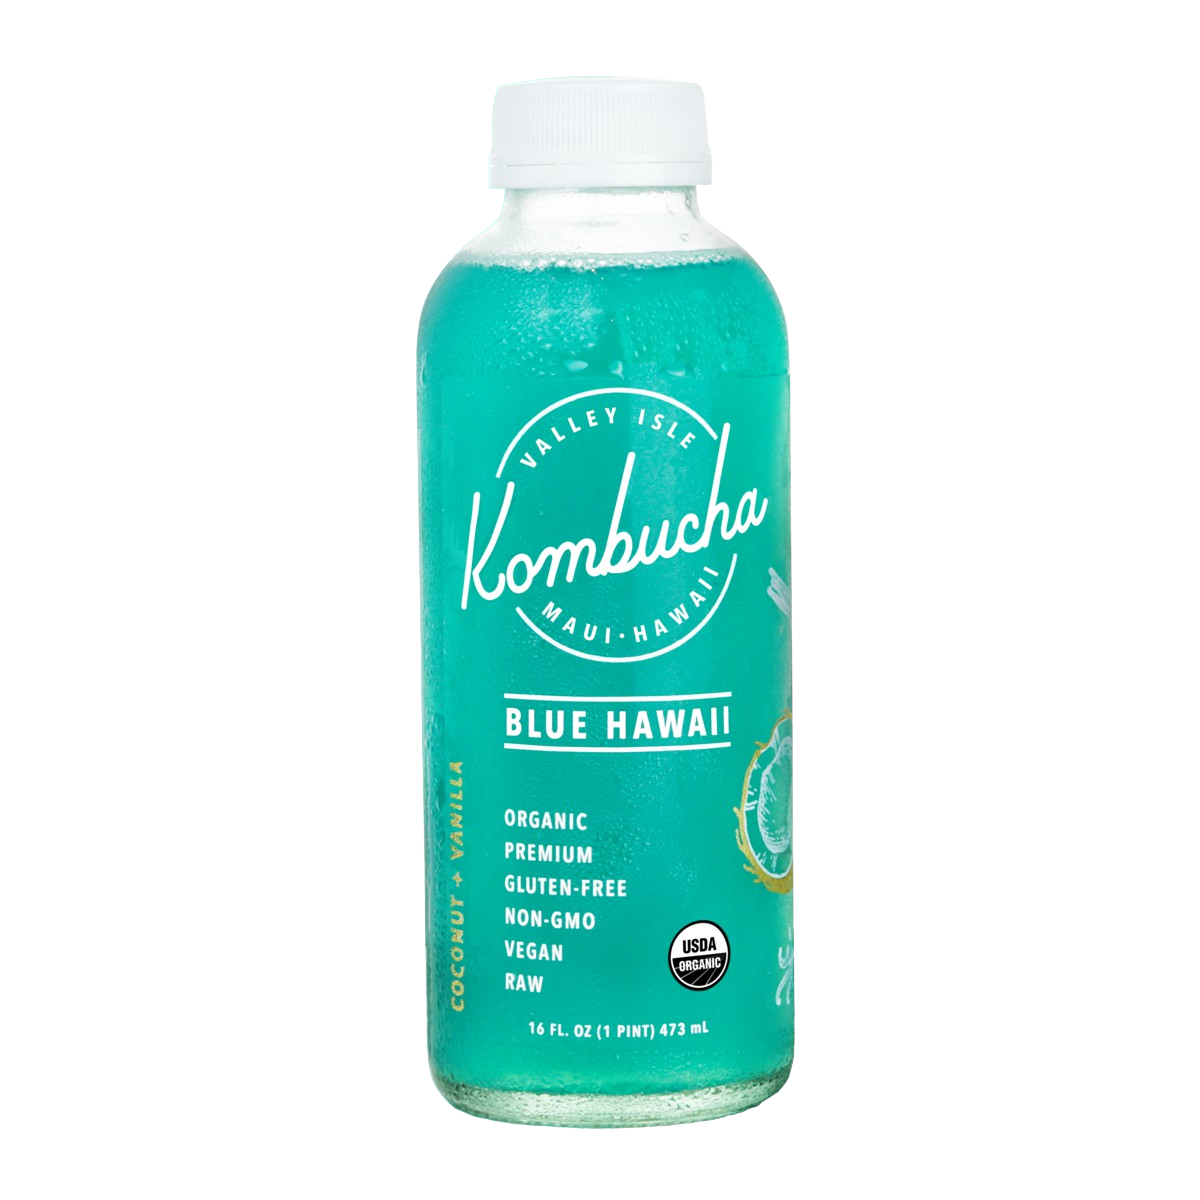 VALLEY ISLE
Kombucha
MAUI · HAWAII
BLUE HAWAII
COCONUT + VANILLA
ORGANIC
PREMIUM
GLUTEN-FREE
NON-GMO
VEGAN
RAW
USDA
ORGANIC
16 FL. OZ (1 PINT) 473 mL